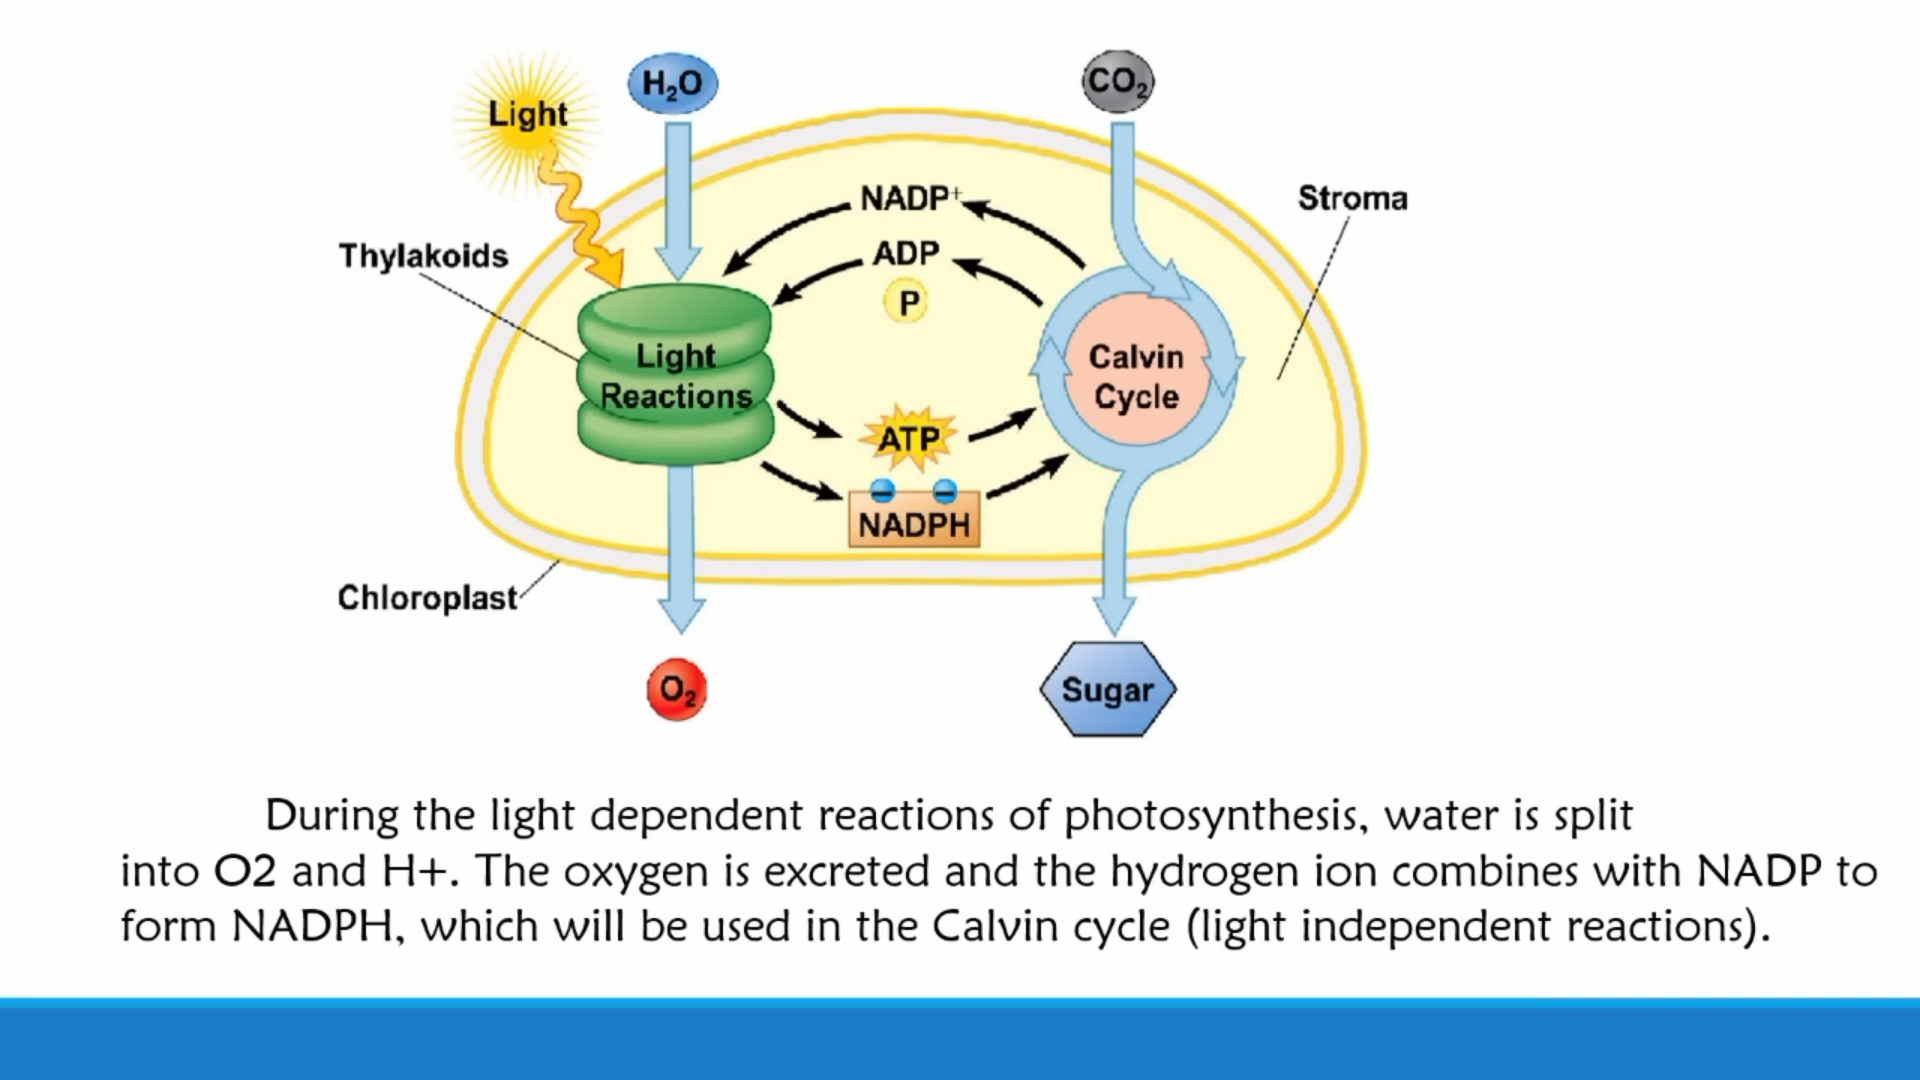 Light
H₂O
CO₂
NADP⁺
Stroma
ADP
Thylakoids
P
Light
Reactions
Calvin
Cycle
ATP
NADPH
Chloroplast
O₂
Sugar
During the light dependent reactions of photosynthesis, water is split
into O2 and H+. The oxygen is excreted and the hydrogen ion combines with NADP to
form NADPH, which will be used in the Calvin cycle (light independent reactions).